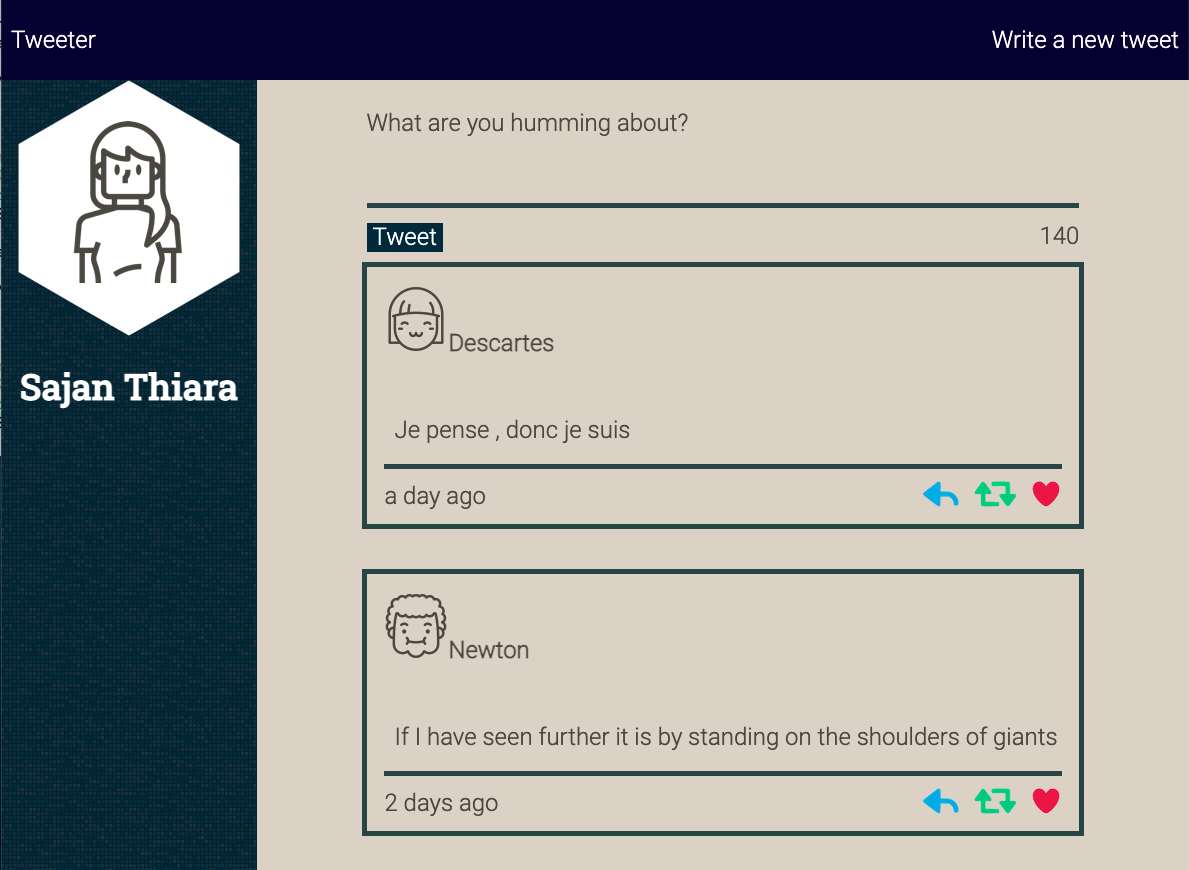 Tweeter
Write a new tweet
Sajan Thiara
What are you humming about?
Tweet
140
Descartes
Je pense , donc je suis
a day ago
Newton
If I have seen further it is by standing on the shoulders of giants
2 days ago